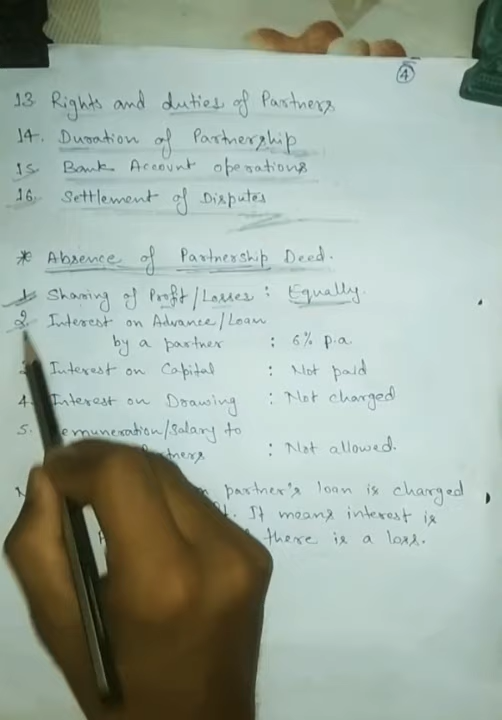 4
13. Rights and duties of Partners
14. Duration of Partnership
15. Bank Account operations
16. Settlement of Disputes
* Absence of Partnership Deed.
1. Sharing of Profit/Losses : Equally.
2. Interest on Advance/Loan
by a partner : 6% p.a
3. Interest on Capital : Not paid
4. Interest on Drawing : Not charged
5. Remuneration/Salary to
Partners : Not allowed.
partner's loan is charged
It means interest is
there is a loss.